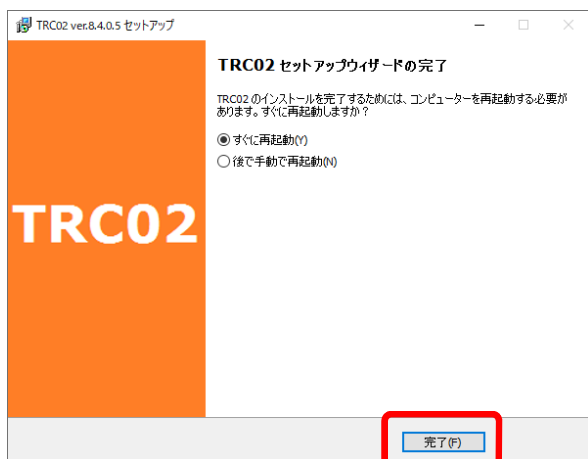 TRC02 ver.8.4.0.5 セットアップ
TRC02 セットアップウィザードの完了
TRC02 のインストールを完了するためには、コンピューターを再起動する必要が
あります。すぐに再起動しますか？
すぐに再起動(Y)
後で手動で再起動(N)
TRC02
完了(F)